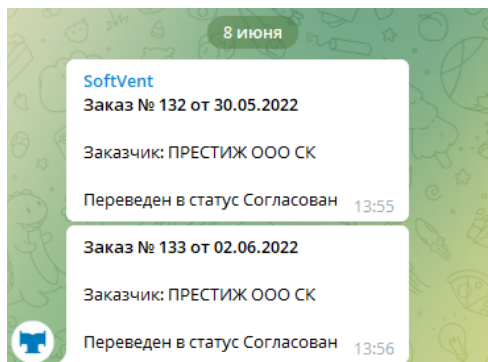 8 июня
SoftVent
Заказ № 132 от 30.05.2022
Заказчик: ПРЕСТИЖ ООО СК
Переведен в статус Согласован 13:55
Заказ № 133 от 02.06.2022
Заказчик: ПРЕСТИЖ ООО СК
Переведен в статус Согласован 13:56